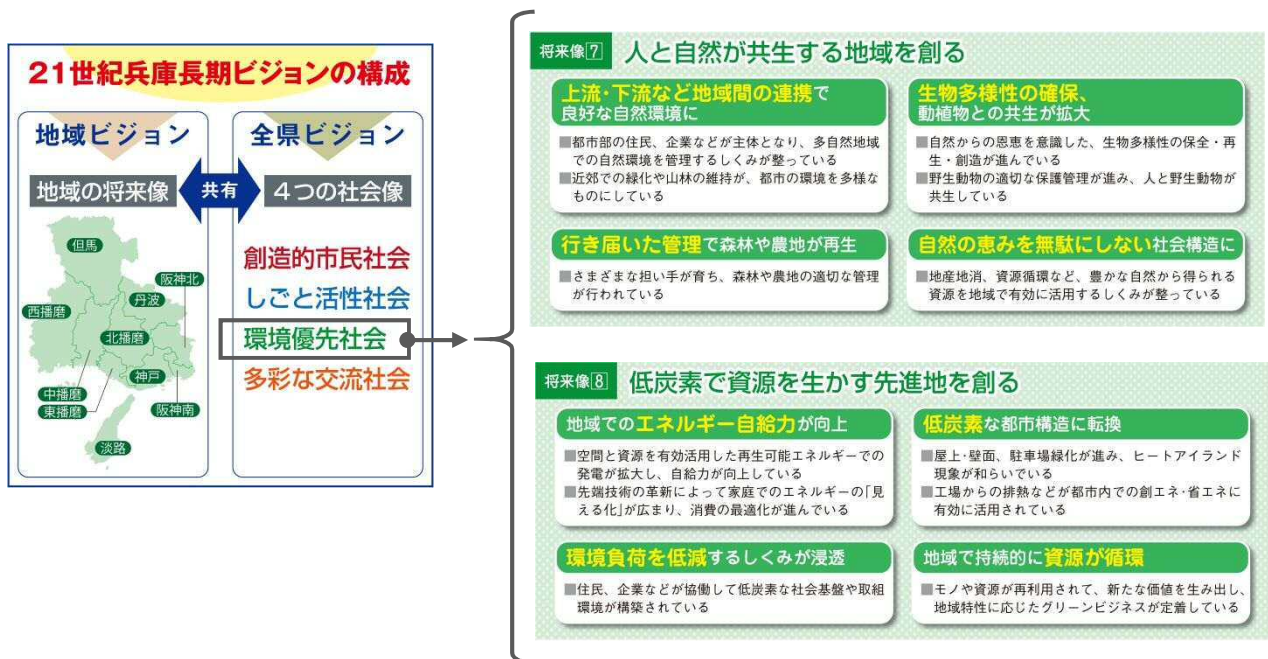 21世紀兵庫長期ビジョンの構成
地域ビジョン
全県ビジョン
地域の将来像
共有
4つの社会像
但馬
阪神北
丹波
西播磨
北播磨
神戸
中播磨
東播磨
阪神南
淡路
創造的市民社会
しごと活性社会
環境優先社会
多彩な交流社会
将来像7 人と自然が共生する地域を創る
上流・下流など地域間の連携で
良好な自然環境に
■都市部の住民、企業などが主体となり、多自然地域
での自然環境を管理するしくみが整っている
■近郊での緑化や山林の維持が、都市の環境を多様な
ものにしている
生物多様性の確保、
動植物との共生が拡大
■自然からの恩恵を意識した、生物多様性の保全・再
生・創造が進んでいる
■野生動物の適切な保護管理が進み、人と野生動物が
共生している
行き届いた管理で森林や農地が再生
■さまざまな担い手が育ち、森林や農地の適切な管理
が行われている
自然の恵みを無駄にしない社会構造に
■地産地消、資源循環など、豊かな自然から得られる
資源を地域で有効に活用するしくみが整っている
将来像8 低炭素で資源を生かす先進地を創る
地域でのエネルギー自給力が向上
■空間と資源を有効活用した再生可能エネルギーでの
発電が拡大し、自給力が向上している
■先端技術の革新によって家庭でのエネルギーの「見
える化」が広まり、消費の最適化が進んでいる
低炭素な都市構造に転換
■屋上・壁面、駐車場緑化が進み、ヒートアイランド
現象が和らいでいる
■工場からの排熱などが都市内での創エネ・省エネに
有効に活用されている
環境負荷を低減するしくみが浸透
■住民、企業などが協働して低炭素な社会基盤や取組
環境が構築されている
地域で持続的に資源が循環
■モノや資源が再利用されて、新たな価値を生み出し、
地域特性に応じたグリーンビジネスが定着している